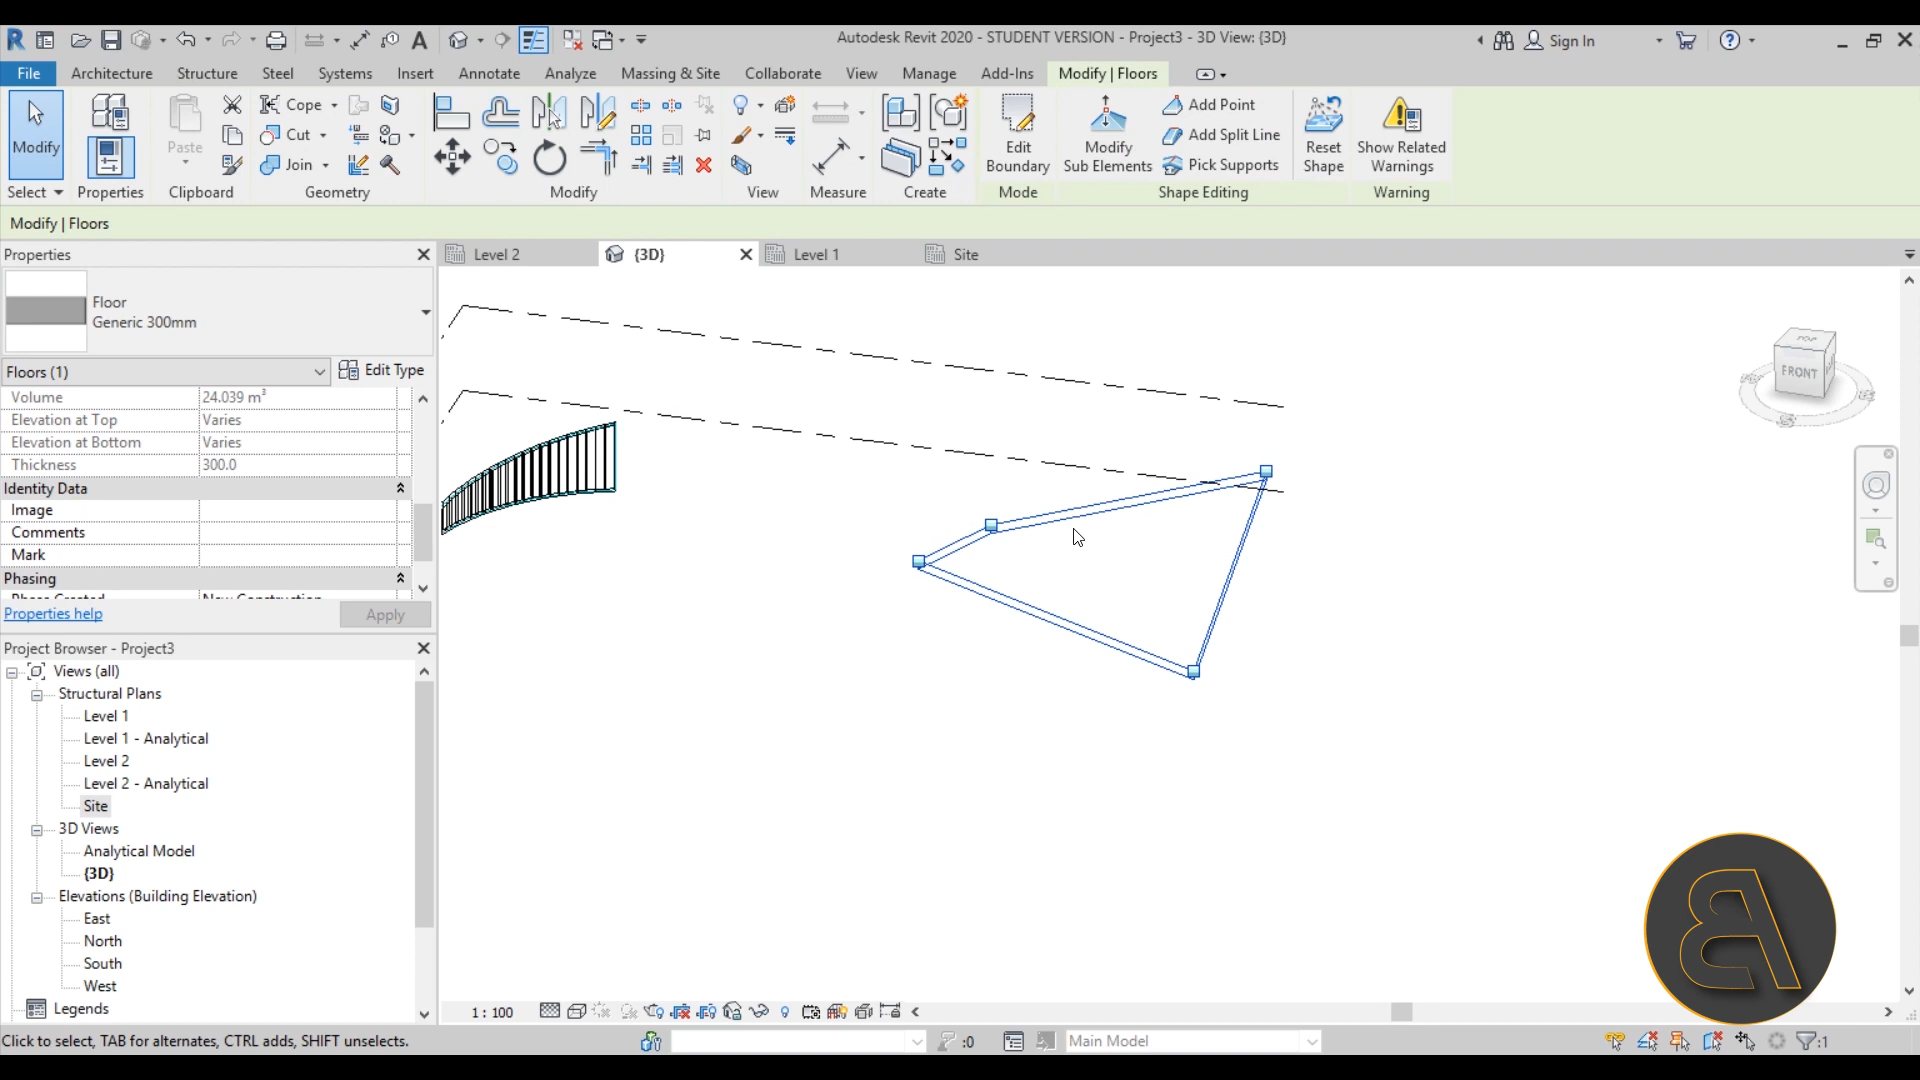 Autodesk Revit 2020 - STUDENT VERSION - Project3 - 3D View: {3D}
Sign In
File Architecture Structure Steel Systems Insert Annotate Analyze Massing & Site Collaborate View Manage Add-Ins Modify | Floors
Modify
Paste
Cope
Cut
Join
Edit Boundary
Modify Sub Elements
Add Point
Add Split Line
Pick Supports
Reset Shape
Show Related Warnings
Select Properties Clipboard Geometry Modify View Measure Create Mode Shape Editing Warning
Modify | Floors
Properties
Level 2 {3D} Level 1 Site
Floor
Generic 300mm
Floors (1) Edit Type
Volume 24.039 m³
Elevation at Top Varies
Elevation at Bottom Varies
Thickness 300.0
Identity Data
Image
Comments
Mark
Phasing
Phase Created New Construction
Properties help Apply
TOP
FRONT
Project Browser - Project3
Views (all)
Structural Plans
Level 1
Level 1 - Analytical
Level 2
Level 2 - Analytical
Site
3D Views
Analytical Model
{3D}
Elevations (Building Elevation)
East
North
South
West
Legends
1 : 100
Click to select, TAB for alternates, CTRL adds, SHIFT unselects.
:0
Main Model
:1